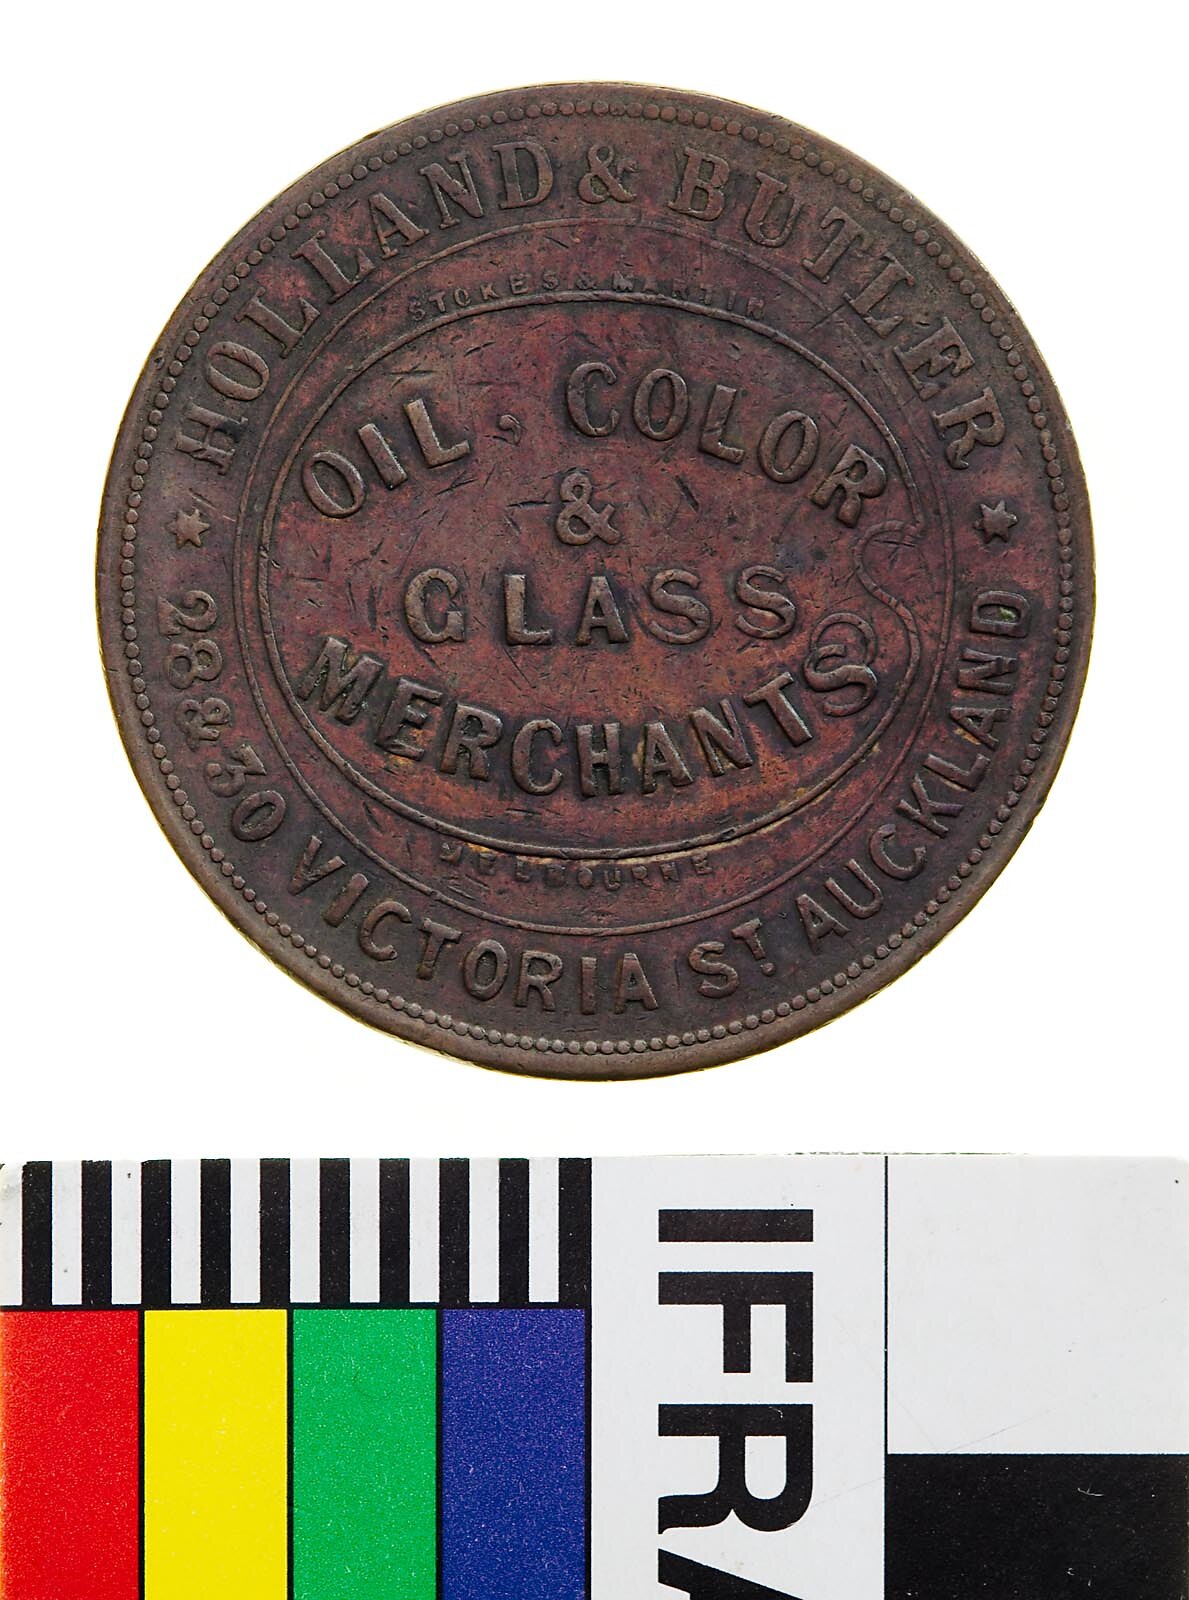 HOLLAND & BUTLER
STOKES & MARTIN
OIL, COLOR
&
GLASS
MERCHANTS
MELBOURNE
28 & 30 VICTORIA ST AUCKLAND
IFRA